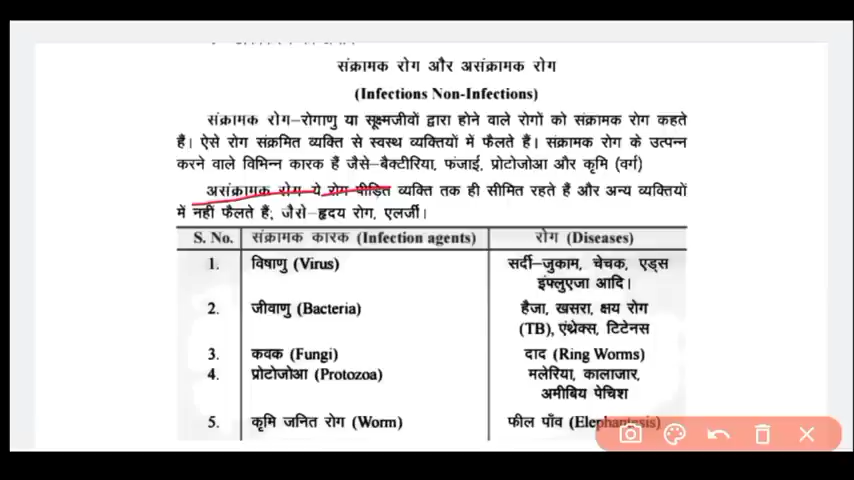 संक्रामक रोग और असंक्रामक रोग
(Infections Non-Infections)
संक्रामक रोग–रोगाणु या सूक्ष्मजीवों द्वारा होने वाले रोगों को संक्रामक रोग कहते
हैं। ऐसे रोग संक्रमित व्यक्ति से स्वस्थ व्यक्तियों में फैलते हैं। संक्रामक रोग के उत्पन्न
करने वाले विभिन्न कारक हैं जैसे–बैक्टीरिया, फंजाई, प्रोटोजोआ और कृमि (वर्ग)
असंक्रामक रोग–ये रोग पीड़ित व्यक्ति तक ही सीमित रहते हैं और अन्य व्यक्तियों
में नहीं फैलते हैं; जैसे–हृदय रोग, एलर्जी।
S. No. संक्रामक कारक (Infection agents) रोग (Diseases)
1. विषाणु (Virus) सर्दी–जुकाम, चेचक, एड्स
इंफ्लुएजा आदि।
2. जीवाणु (Bacteria) हैजा, खसरा, क्षय रोग
(TB), एंथ्रेक्स, टिटेनस
3. कवक (Fungi) दाद (Ring Worms)
4. प्रोटोजोआ (Protozoa) मलेरिया, कालाजार,
अमीबिय पेचिश
5. कृमि जनित रोग (Worm) फील पाँव (Elephantasis)